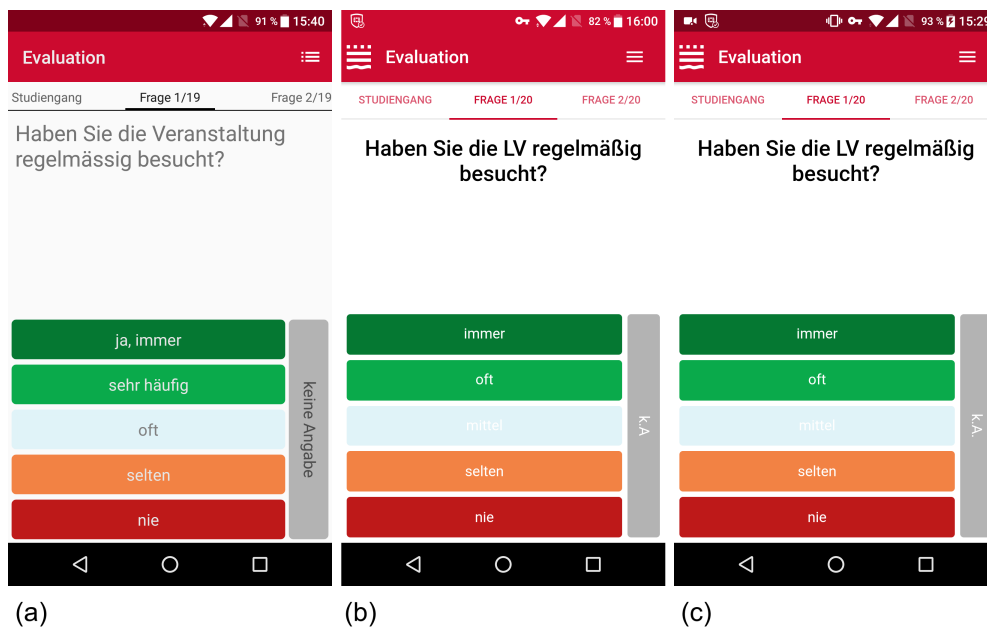 91 % 15:40
Evaluation
Studiengang Frage 1/19 Frage 2/19
Haben Sie die Veranstaltung
regelmässig besucht?
ja, immer
sehr häufig
oft
selten
nie
keine Angabe
(a)
82 % 16:00
Evaluation
STUDIENGANG FRAGE 1/20 FRAGE 2/20
Haben Sie die LV regelmäßig
besucht?
immer
oft
mittel
selten
nie
k.A
(b)
93 % 15:29
Evaluation
STUDIENGANG FRAGE 1/20 FRAGE 2/20
Haben Sie die LV regelmäßig
besucht?
immer
oft
mittel
selten
nie
k.A.
(c)